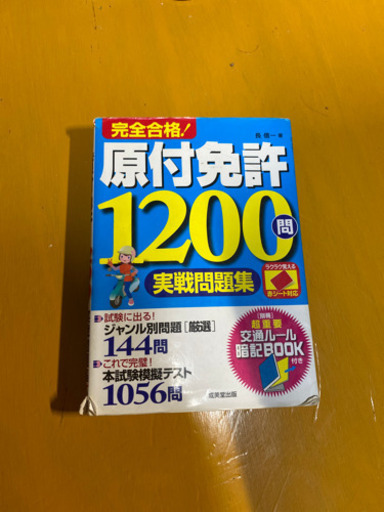 完全合格!
長 信一 著
原付免許
1200問
実戦問題集
ラクラク覚える
赤シート対応
試験に出る!
ジャンル別問題[厳選]
144問
これで完璧!
本試験模擬テスト
1056問
[別冊]
超重要
交通ルール
暗記BOOK
付き
成美堂出版